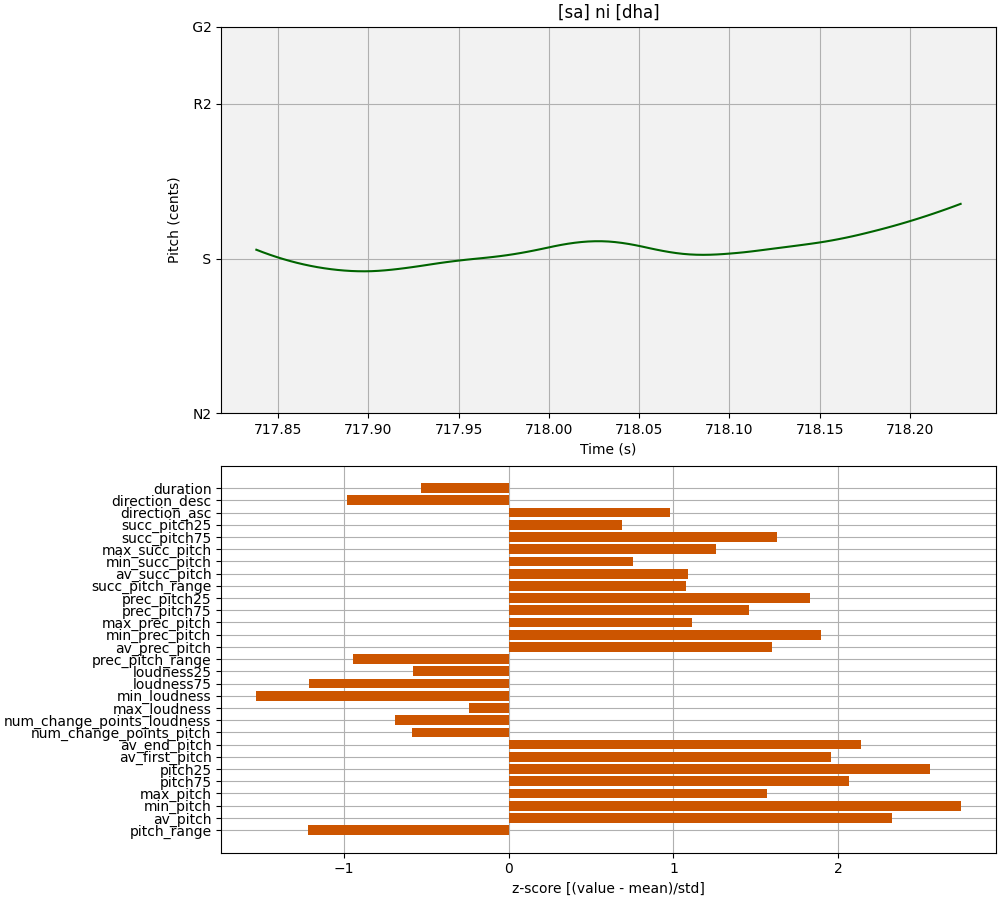 [sa] ni [dha]
G2
R2
S
N2
Pitch (cents)
717.85 717.90 717.95 718.00 718.05 718.10 718.15 718.20
Time (s)
duration
direction_desc
direction_asc
succ_pitch25
succ_pitch75
max_succ_pitch
min_succ_pitch
av_succ_pitch
succ_pitch_range
prec_pitch25
prec_pitch75
max_prec_pitch
min_prec_pitch
av_prec_pitch
prec_pitch_range
loudness25
loudness75
min_loudness
max_loudness
num_change_points_loudness
num_change_points_pitch
av_end_pitch
av_first_pitch
pitch25
pitch75
max_pitch
min_pitch
av_pitch
pitch_range
−1 0 1 2
z-score [(value - mean)/std]